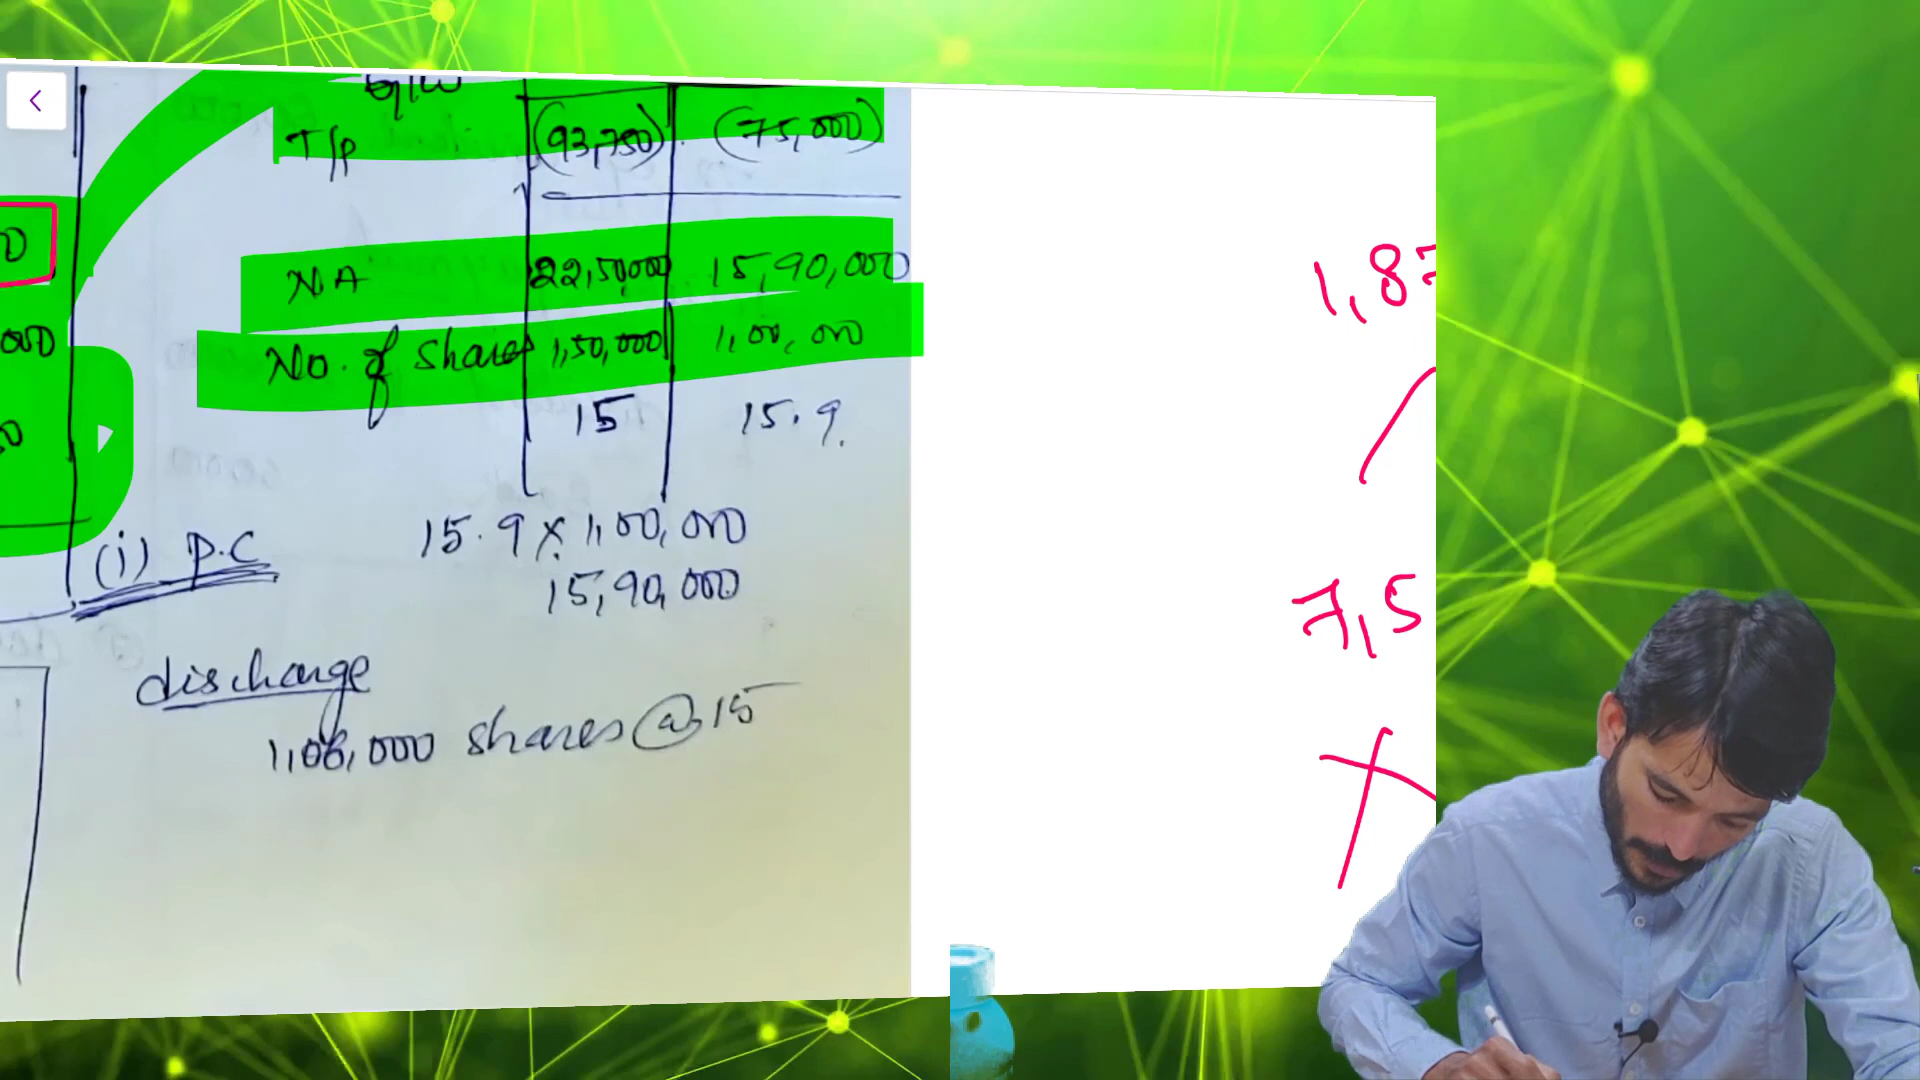 T/P (93,750) (75,000)
NA 22,50,000 15,90,000
No. of shares 1,50,000 1,00,000
15 15.9
(i) P.C 15.9 x 1,00,000
15,90,000
discharge
1,06,000 shares @ 15
1,87
7,5
000